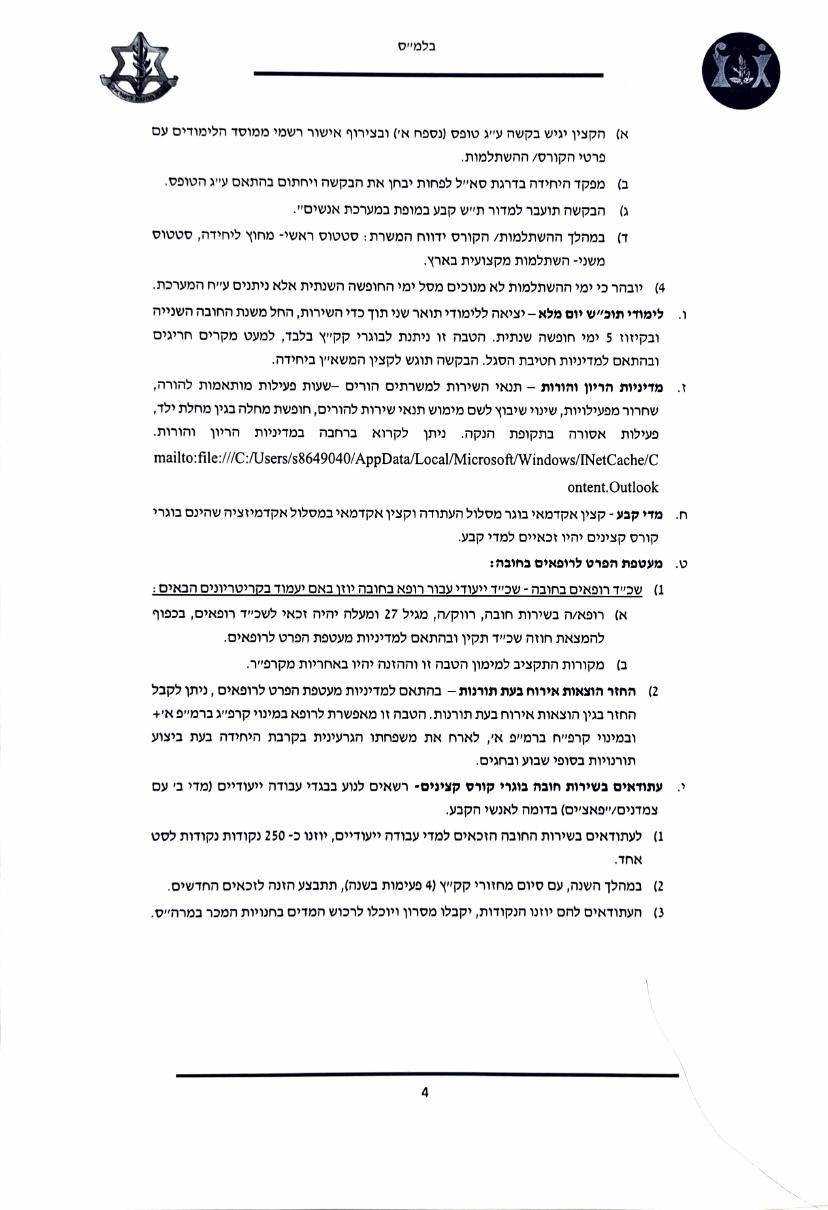 בלמ״ס
א) הקצין יגיש בקשה ע״ג טופס (נספח א׳) ובצירוף אישור רשמי ממוסד הלימודים עם
פרטי הקורס/ ההשתלמות.
ב) מפקד היחידה בדרגת סא״ל לפחות יבחן את הבקשה ויחתום בהתאם ע״ג הטופס.
ג) הבקשה תועבר למדור ת״ש קבע במופת במערכת אנשים״.
ד) במהלך ההשתלמות/ הקורס ידווח המשרת: סטטוס ראשי- מחוץ ליחידה, סטטוס
משני- השתלמות מקצועית בארץ.
4) יובהר כי ימי ההשתלמות לא מנוכים מסל ימי החופשה השנתית אלא ניתנים ע״ח המערכת.
ו. לימודי תוכ״ש יום מלא – יציאה ללימודי תואר שני תוך כדי השירות, החל משנת החובה השנייה
ובקיזוז 5 ימי חופשה שנתית. הטבה זו ניתנת לבוגרי קק״ץ בלבד, למעט מקרים חריגים
ובהתאם למדיניות חטיבת הסגל. הבקשה תוגש לקצין המשא״ן ביחידה.
ז. מדיניות הריון והורות – תנאי השירות למשרתים הורים –שעות פעילות מותאמות להורה,
שחרור מפעילויות, שינוי שיבוץ לשם מימוש תנאי שירות להורים, חופשת מחלה בגין מחלת ילד,
פעילות אסורה בתקופת הנקה. ניתן לקרוא ברחבה במדיניות הריון והורות.
mailto:file:///C:/Users/s8649040/AppData/Local/Microsoft/Windows/INetCache/C
ontent.Outlook
ח. מדי קבע - קצין אקדמאי בוגר מסלול העתודה וקצין אקדמאי במסלול אקדמיזציה שהינם בוגרי
קורס קצינים יהיו זכאיים למדי קבע.
ט. מעטפת הפרט לרופאים בחובה:
1) שכ״ד רופאים בחובה - שכ״ד ייעודי עבור רופא בחובה יוזן באם יעמוד בקריטריונים הבאים:
א) רופא/ה בשירות חובה, רווק/ה, מגיל 27 ומעלה יהיה זכאי לשכ״ד רופאים, בכפוף
להמצאת חוזה שכ״ד תקין ובהתאם למדיניות מעטפת הפרט לרופאים.
ב) מקורות התקציב למימון הטבה זו וההזנה יהיו באחריות מקרפ״ר.
2) החזר הוצאות אירוח בעת תורנות – בהתאם למדיניות מעטפת הפרט לרופאים, ניתן לקבל
החזר בגין הוצאות אירוח בעת תורנות. הטבה זו מאפשרת לרופא במינוי קרפ״ג ברמ״פ א׳+
ובמינוי קרפ״ח ברמ״פ א׳, לארח את משפחתו הגרעינית בקרבת היחידה בעת ביצוע
תורנויות בסופי שבוע ובחגים.
י. עתודאים בשירות חובה בוגרי קורס קצינים- רשאים לנוע בבגדי עבודה ייעודיים (מדי ב׳ עם
צמדנים/״פאצ׳ים) בדומה לאנשי הקבע.
1) לעתודאים בשירות החובה הזכאים למדי עבודה ייעודיים, יוזנו כ- 250 נקודות נקודות לסט
אחד.
2) במהלך השנה, עם סיום מחזורי קק״ץ (4 פעימות בשנה), תתבצע הזנה לזכאים החדשים.
3) העתודאים להם יוזנו הנקודות, יקבלו מסרון ויוכלו לרכוש המדים בחנויות המכר במרה״ס.
4